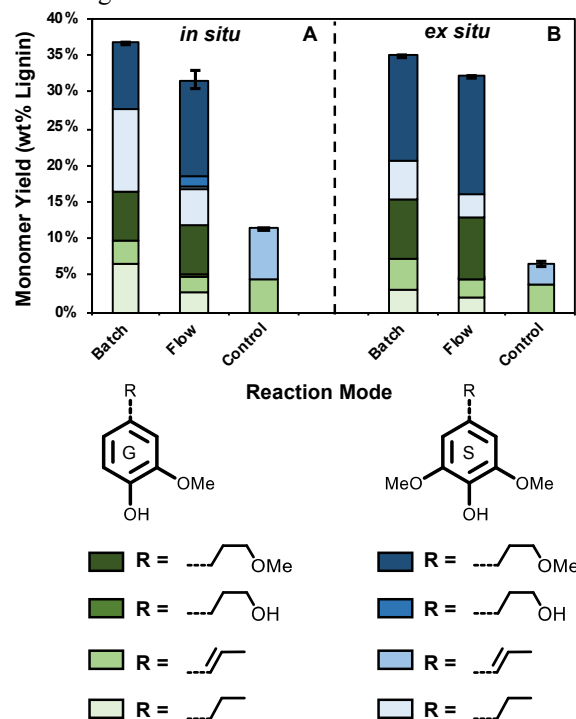 40%
35%
30%
25%
20%
15%
10%
5%
0%
Monomer Yield (wt% Lignin)
in situ A
ex situ B
Batch Flow Control Batch Flow Control
Reaction Mode
R R
G S
OMe MeO OMe
OH OH
R = OMe R = OMe
R = OH R = OH
R = R =
R = R =